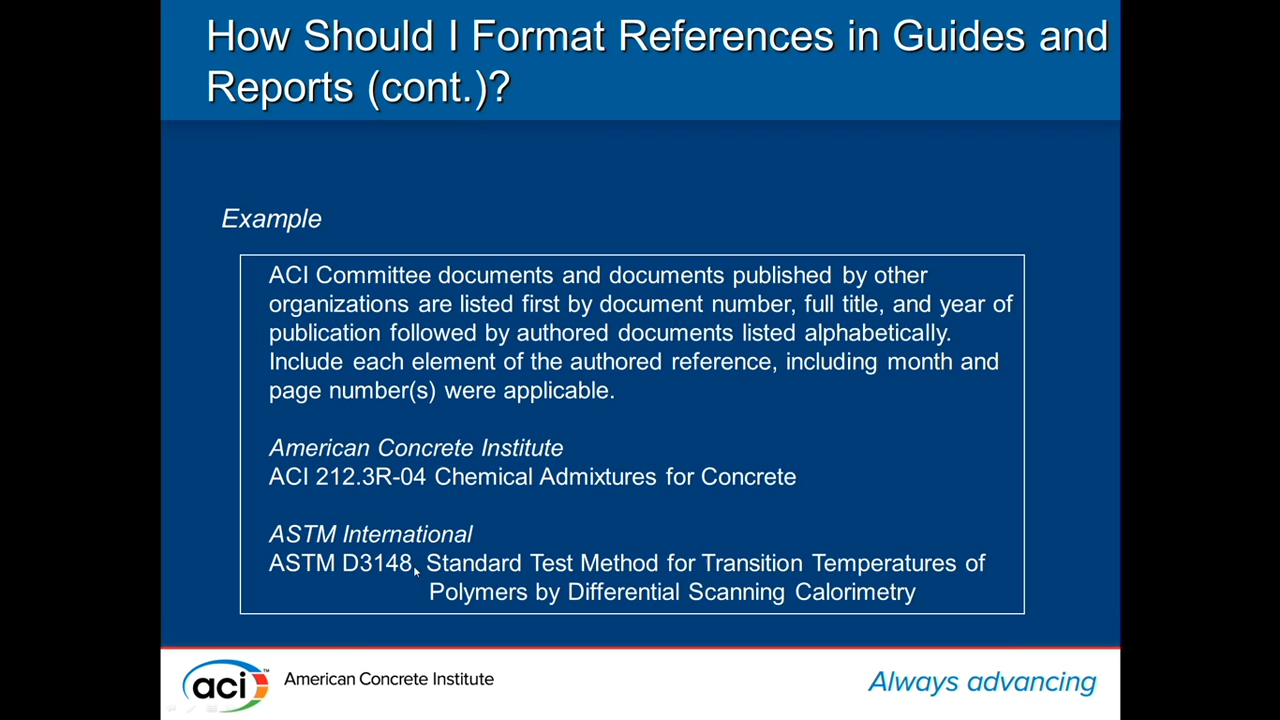 How Should I Format References in Guides and
Reports (cont.)?
Example
ACI Committee documents and documents published by other
organizations are listed first by document number, full title, and year of
publication followed by authored documents listed alphabetically.
Include each element of the authored reference, including month and
page number(s) were applicable.
American Concrete Institute
ACI 212.3R-04 Chemical Admixtures for Concrete
ASTM International
ASTM D3148, Standard Test Method for Transition Temperatures of
Polymers by Differential Scanning Calorimetry
aci™ American Concrete Institute
Always advancing